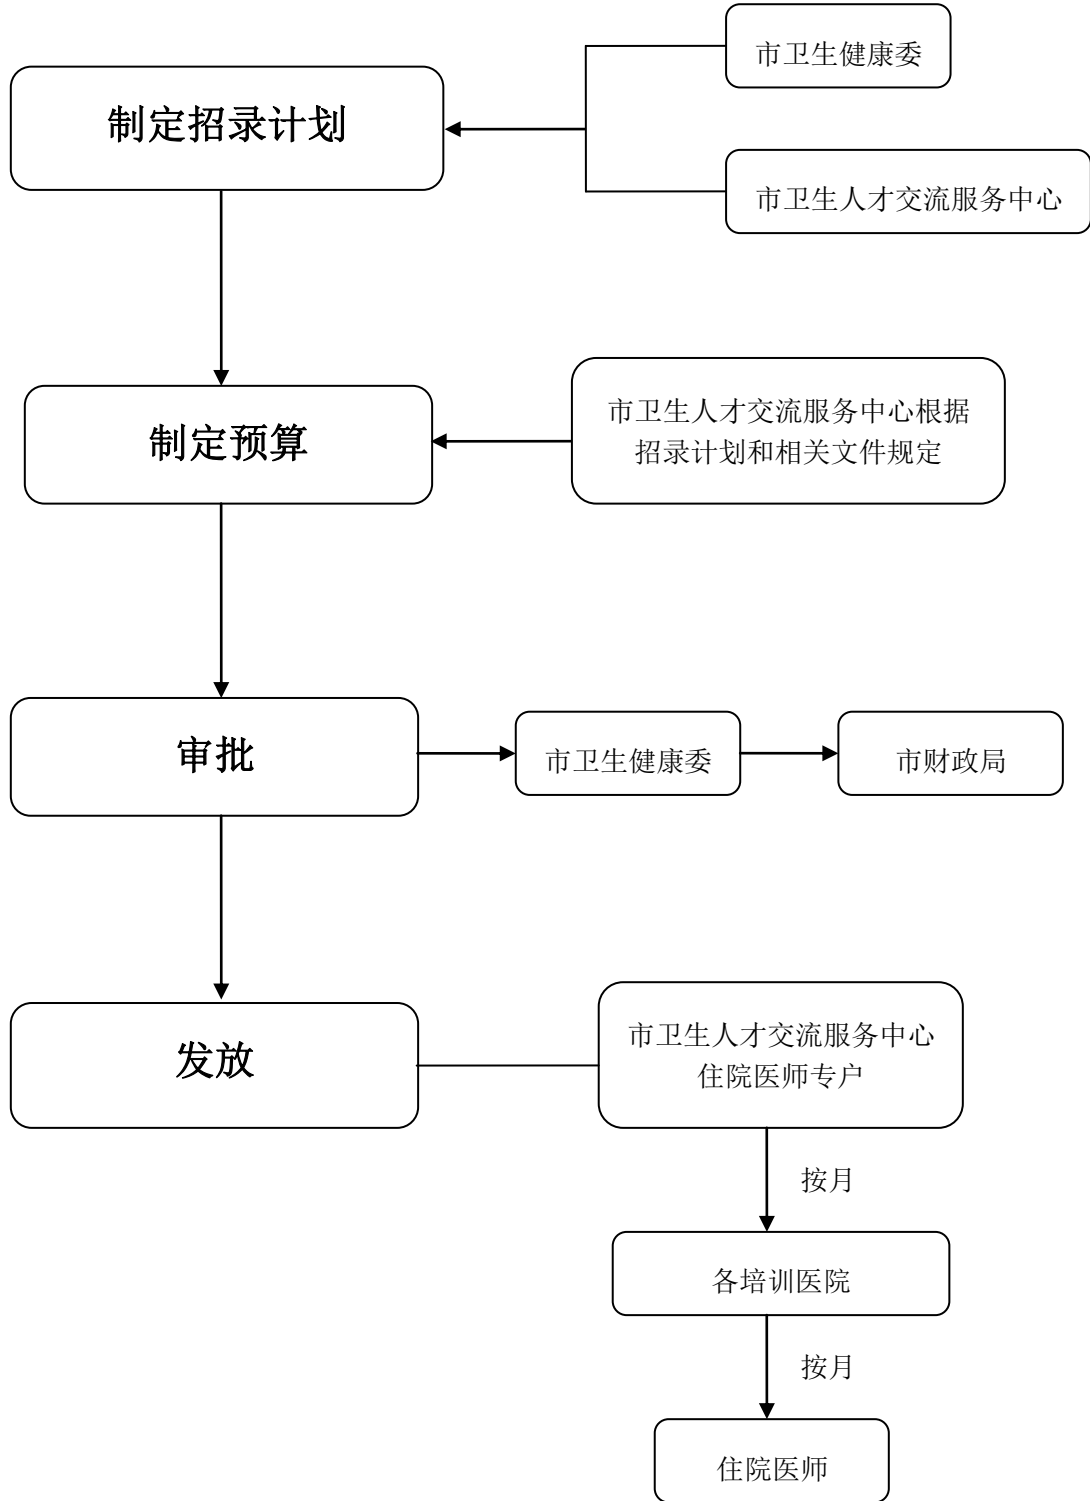 市卫生健康委
制定招录计划
市卫生人才交流服务中心
市卫生人才交流服务中心根据
招录计划和相关文件规定
制定预算
审批
市卫生健康委
市财政局
市卫生人才交流服务中心
住院医师专户
发放
按月
各培训医院
按月
住院医师